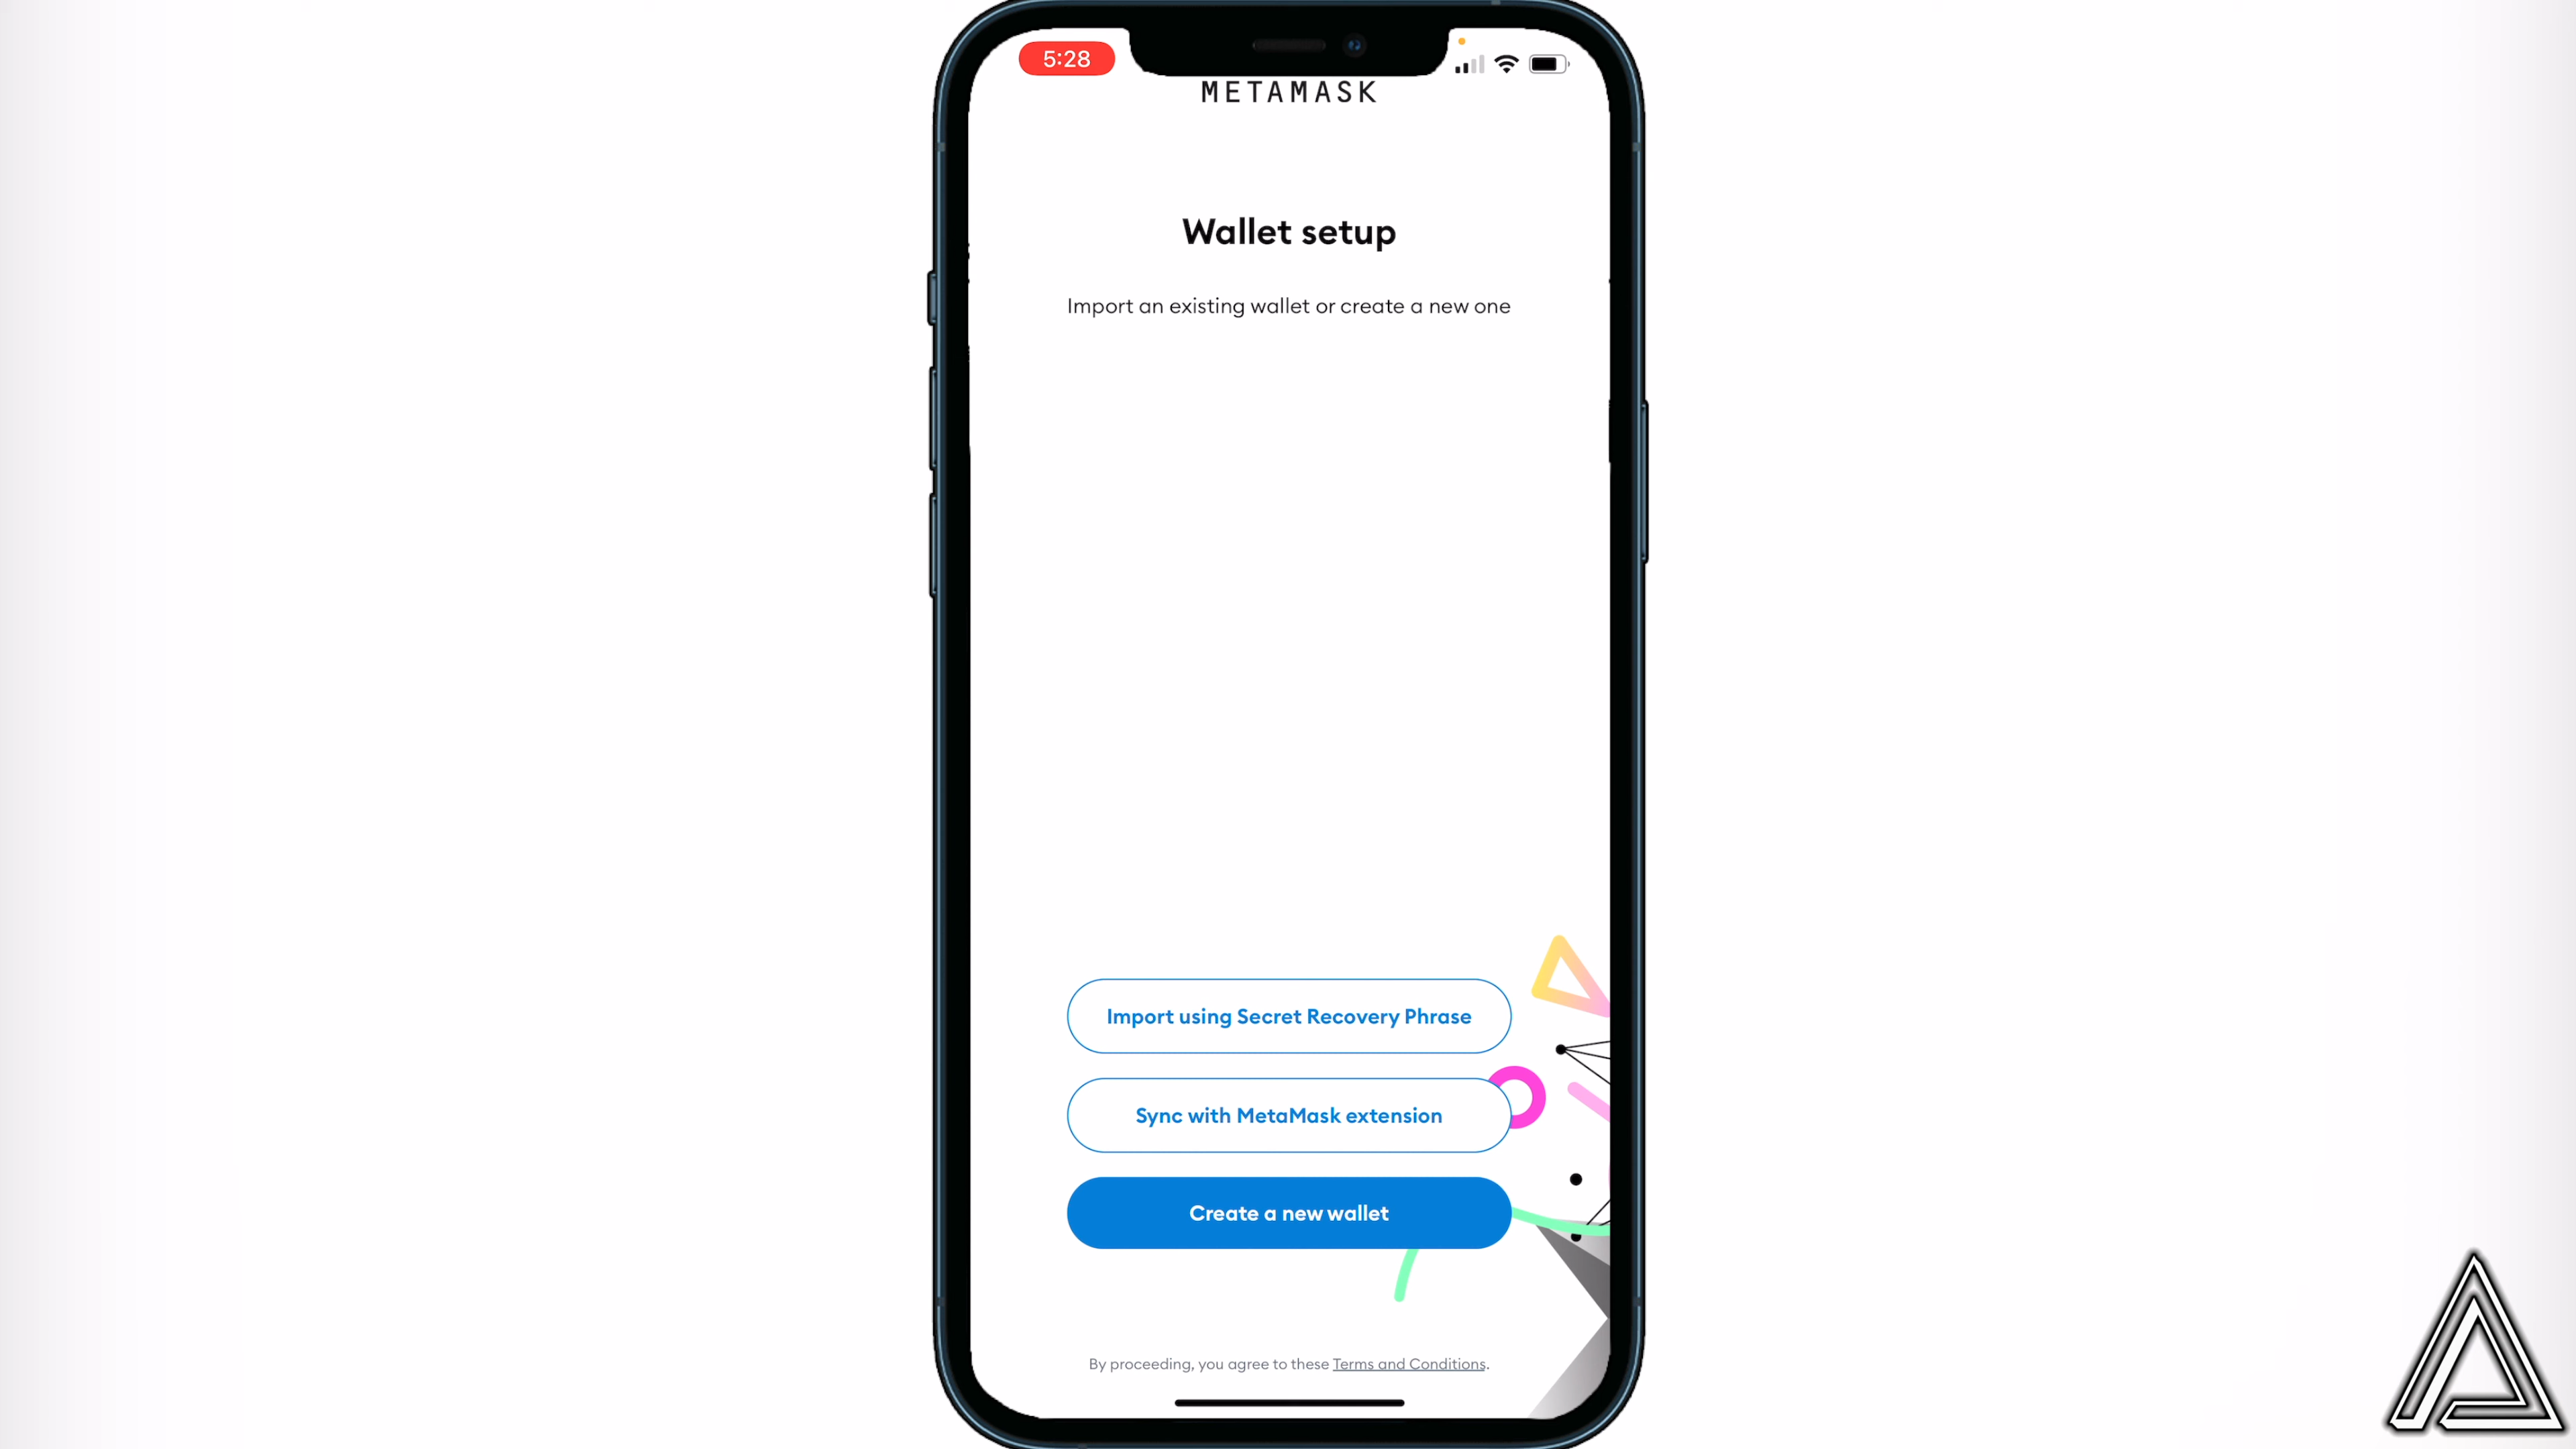 5:28
METAMASK
Wallet setup
Import an existing wallet or create a new one
Import using Secret Recovery Phrase
Sync with MetaMask extension
Create a new wallet
By proceeding, you agree to these Terms and Conditions.